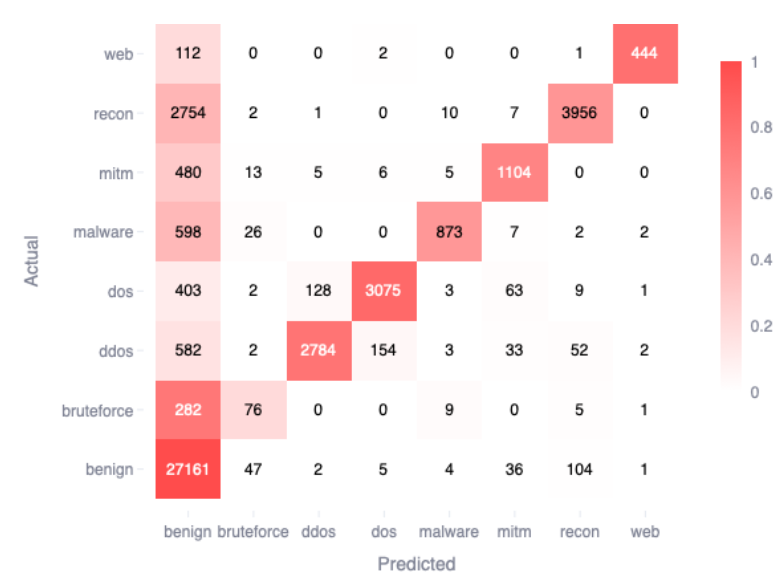 1
web 112 0 0 2 0 0 1 444
0.8
recon 2754 2 1 0 10 7 3956 0
mitm 480 13 5 6 5 1104 0 0
0.6
Actual
malware 598 26 0 0 873 7 2 2
0.4
dos 403 2 128 3075 3 63 9 1
0.2
ddos 582 2 2784 154 3 33 52 2
0
bruteforce 282 76 0 0 9 0 5 1
benign 27161 47 2 5 4 36 104 1
benign bruteforce ddos dos malware mitm recon web
Predicted